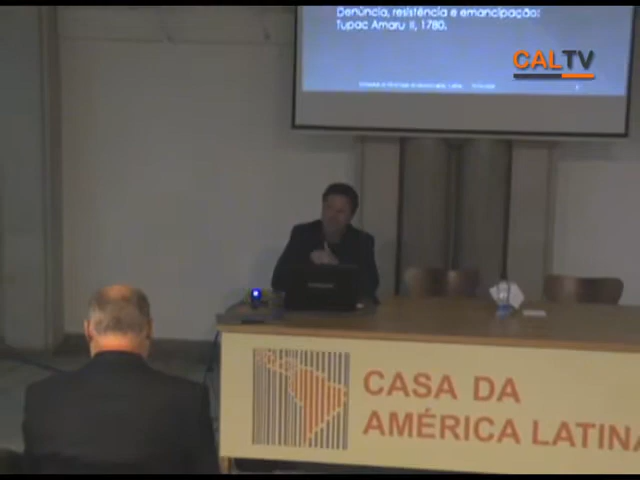 Denúncia, resistência e emancipação:
Tupac Amaru II, 1780.
CALTV
CASA DA
AMÉRICA LATINA